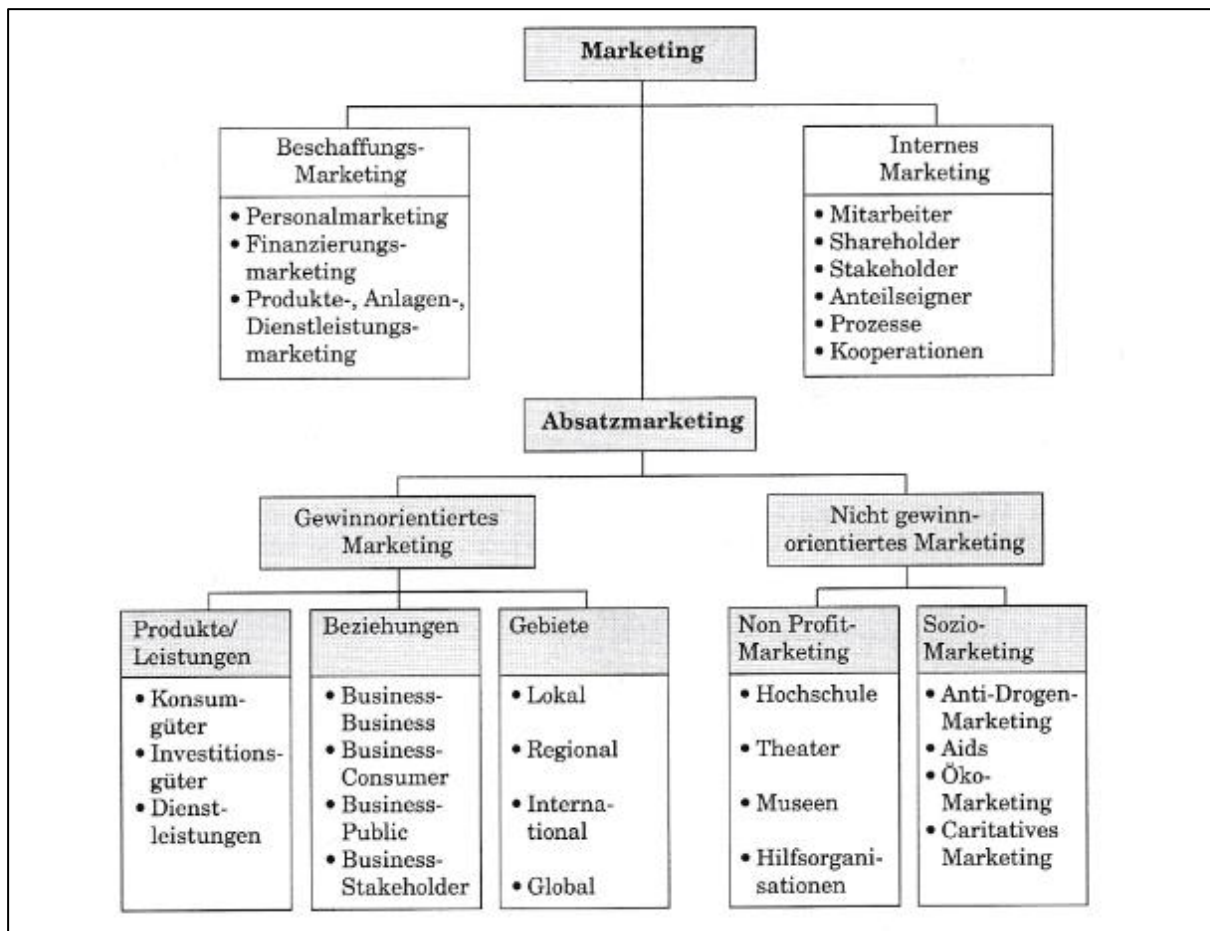 Marketing
Beschaffungs-
Marketing
• Personalmarketing
• Finanzierungs-
marketing
• Produkte-, Anlagen-,
Dienstleistungs-
marketing
Internes
Marketing
• Mitarbeiter
• Shareholder
• Stakeholder
• Anteilseigner
• Prozesse
• Kooperationen
Absatzmarketing
Gewinnorientiertes
Marketing
Nicht gewinn-
orientiertes Marketing
Produkte/
Leistungen
• Konsum-
güter
• Investitions-
güter
• Dienst-
leistungen
Beziehungen
• Business-
Business
• Business-
Consumer
• Business-
Public
• Business-
Stakeholder
Gebiete
• Lokal
• Regional
• Interna-
tional
• Global
Non Profit-
Marketing
• Hochschule
• Theater
• Museen
• Hilfsorgani-
sationen
Sozio-
Marketing
• Anti-Drogen-
Marketing
• Aids
• Öko-
Marketing
• Caritatives
Marketing